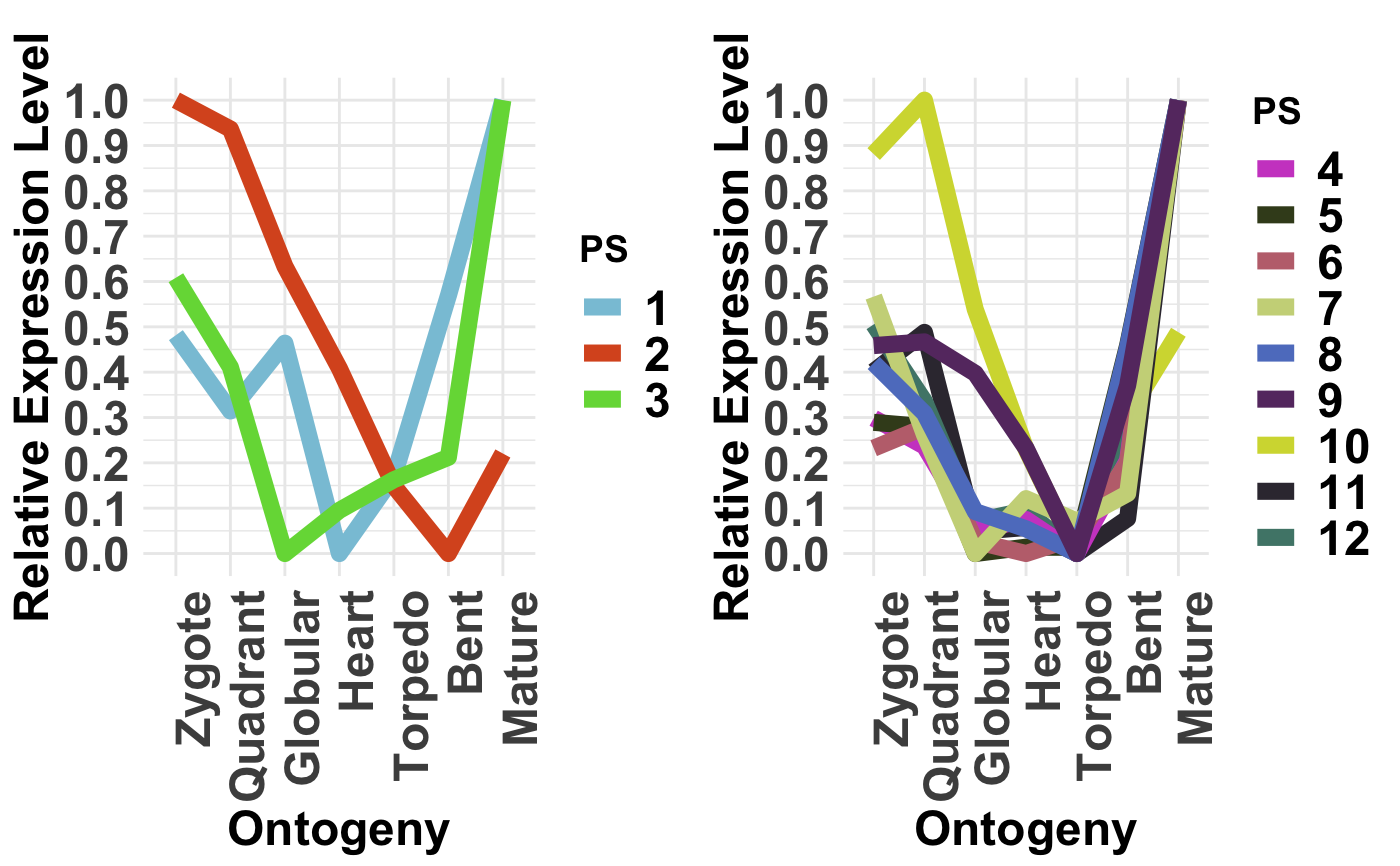 Relative Expression Level
1.0
0.9
0.8
0.7
0.6
0.5
0.4
0.3
0.2
0.1
0.0
Zygote
Quadrant
Globular
Heart
Torpedo
Bent
Mature
Ontogeny
PS
1
2
3
Relative Expression Level
1.0
0.9
0.8
0.7
0.6
0.5
0.4
0.3
0.2
0.1
0.0
Zygote
Quadrant
Globular
Heart
Torpedo
Bent
Mature
Ontogeny
PS
4
5
6
7
8
9
10
11
12